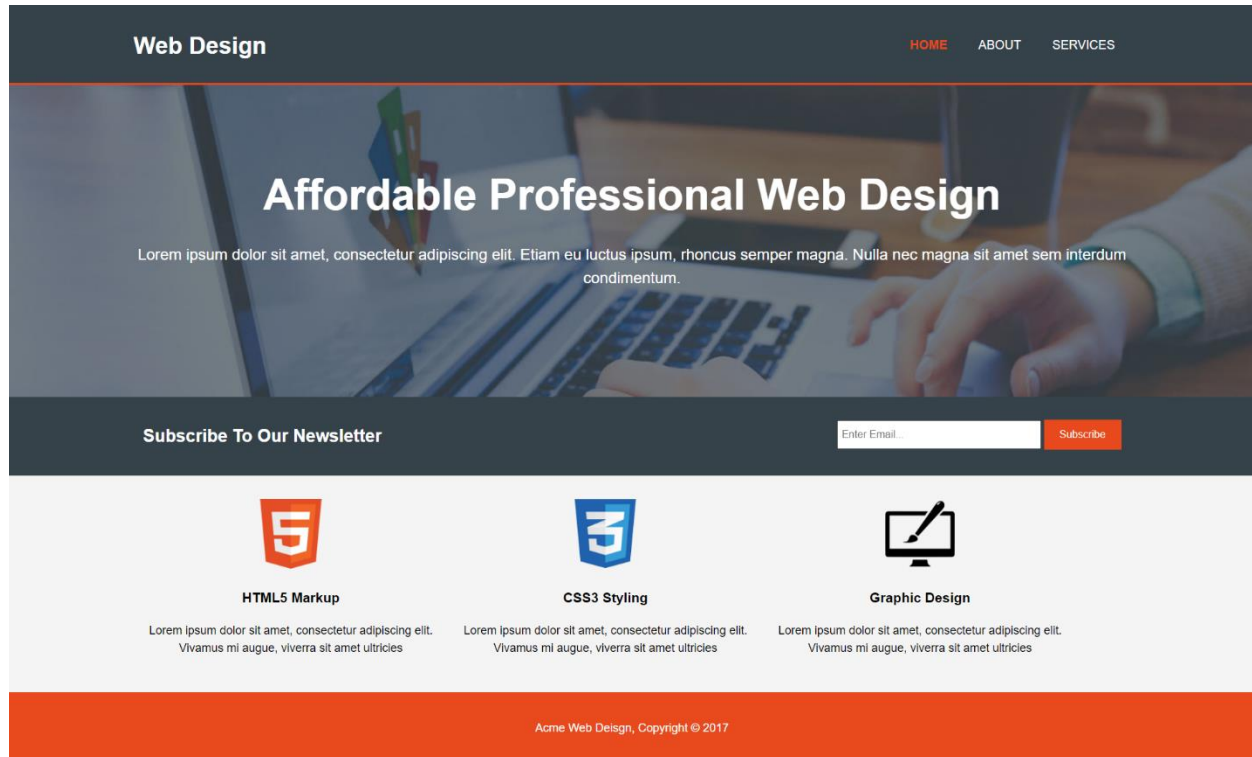 Web Design
HOME ABOUT SERVICES
Affordable Professional Web Design
Lorem ipsum dolor sit amet, consectetur adipiscing elit. Etiam eu luctus ipsum, rhoncus semper magna. Nulla nec magna sit amet sem interdum
condimentum.
Subscribe To Our Newsletter
Enter Email...
Subscribe
5
HTML5 Markup
Lorem ipsum dolor sit amet, consectetur adipiscing elit.
Vivamus mi augue, viverra sit amet ultricies
3
CSS3 Styling
Lorem ipsum dolor sit amet, consectetur adipiscing elit.
Vivamus mi augue, viverra sit amet ultricies
Graphic Design
Lorem ipsum dolor sit amet, consectetur adipiscing elit.
Vivamus mi augue, viverra sit amet ultricies
Acme Web Deisgn, Copyright © 2017